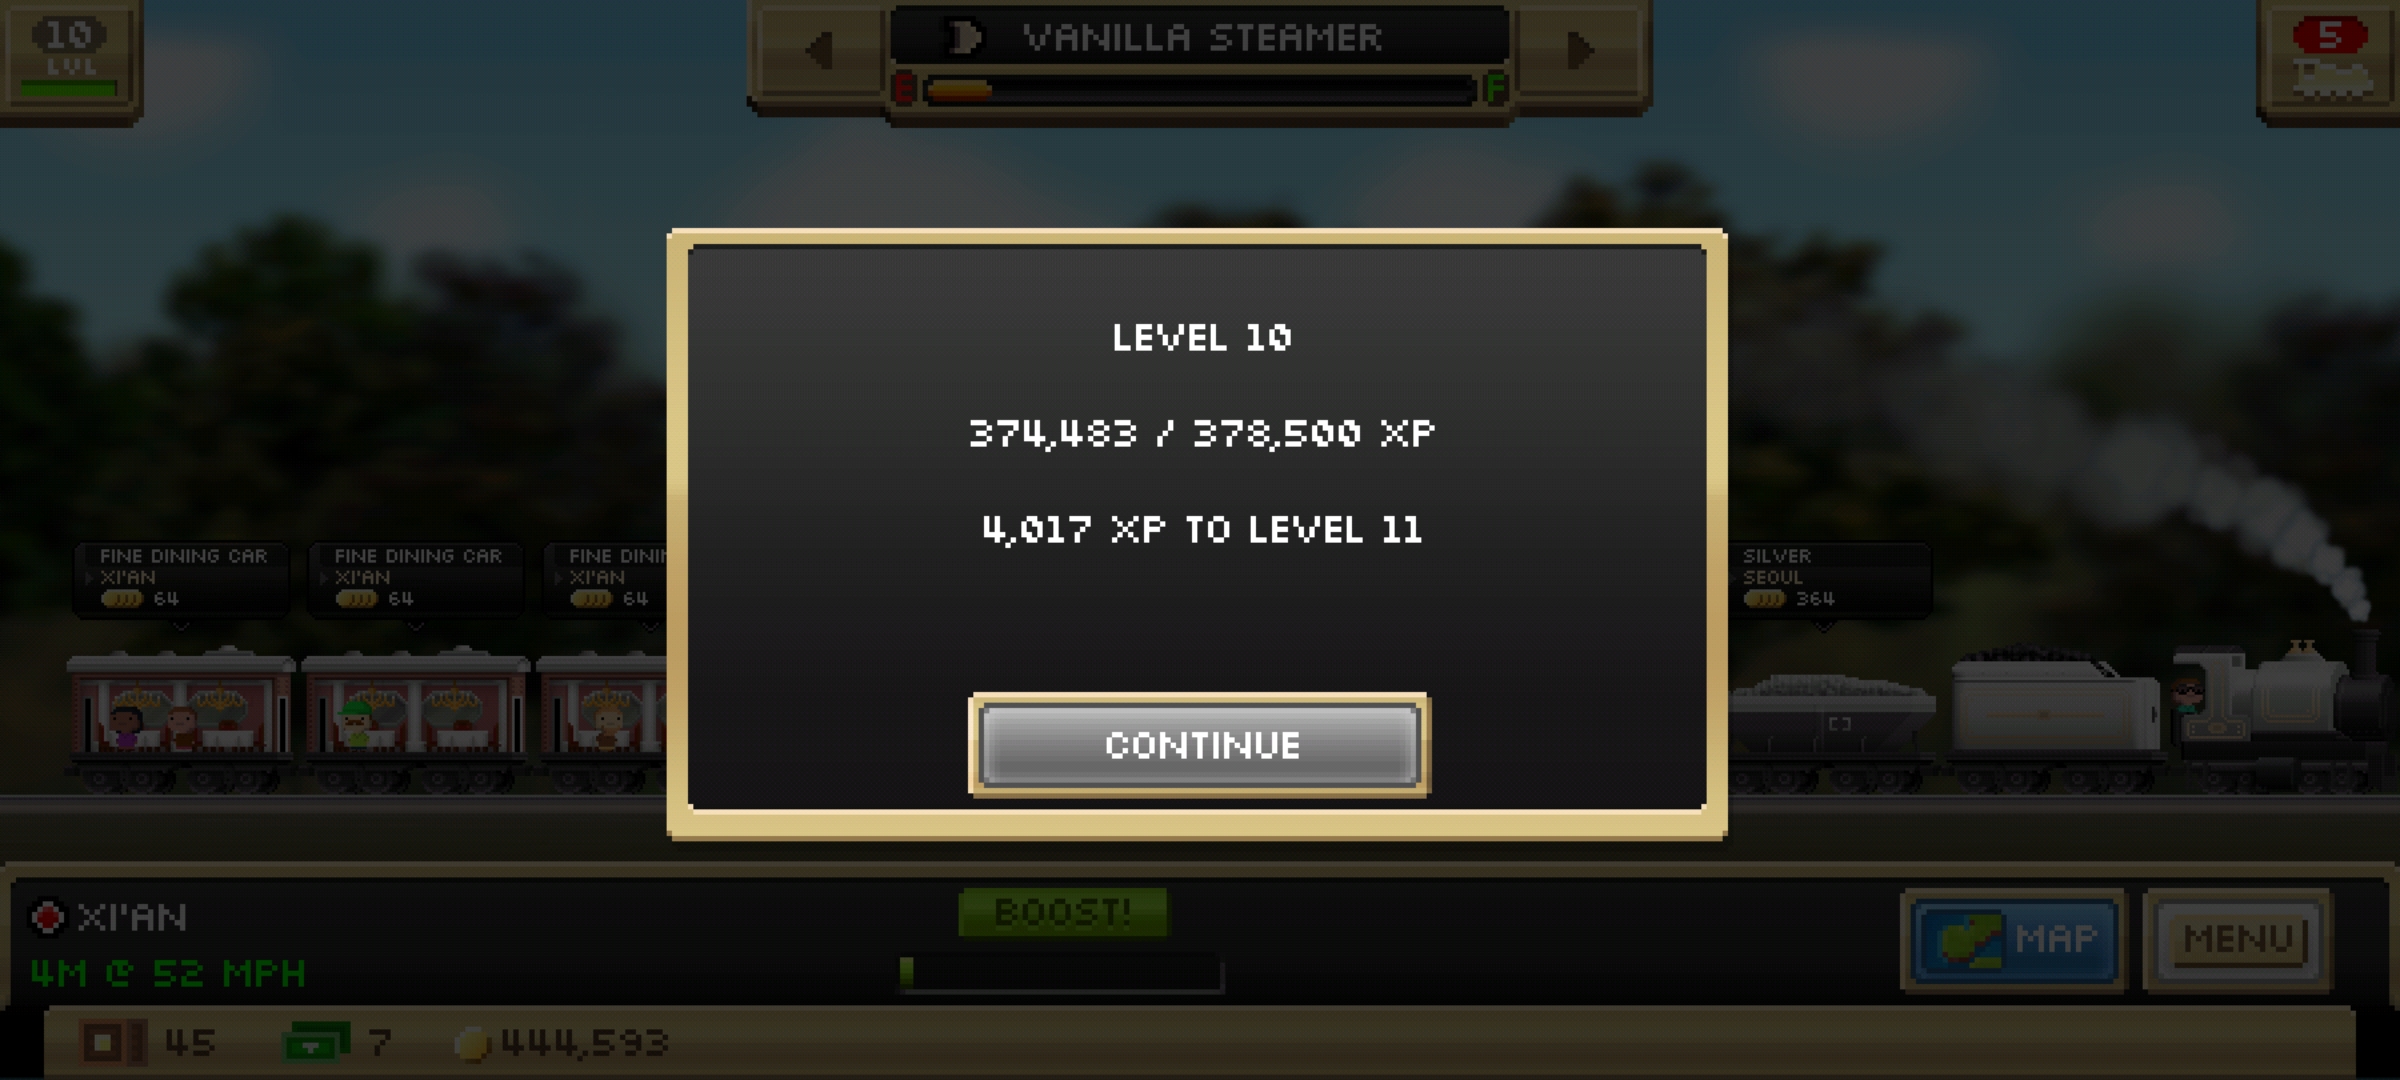 10
LVL
VANILLA STEAMER
E F
5
LEVEL 10
374,483 / 378,500 XP
4,017 XP TO LEVEL 11
CONTINUE
FINE DINING CAR
XI'AN
64
FINE DINING CAR
XI'AN
64
FINE DININ
XI'AN
64
SILVER
SEOUL
364
XI'AN
4M @ 52 MPH
BOOST!
MAP
MENU
45 7 444,593